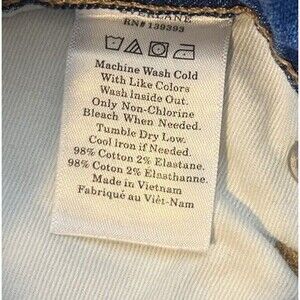 EVERLANE
RN# 139393
Machine Wash Cold
With Like Colors
Wash Inside Out.
Only Non-Chlorine
Bleach When Needed.
Tumble Dry Low.
Cool Iron if Needed.
98% Cotton 2% Elastane.
98% Coton 2% Elasthanne.
Made in Vietnam
Fabriqué au Viêt-Nam